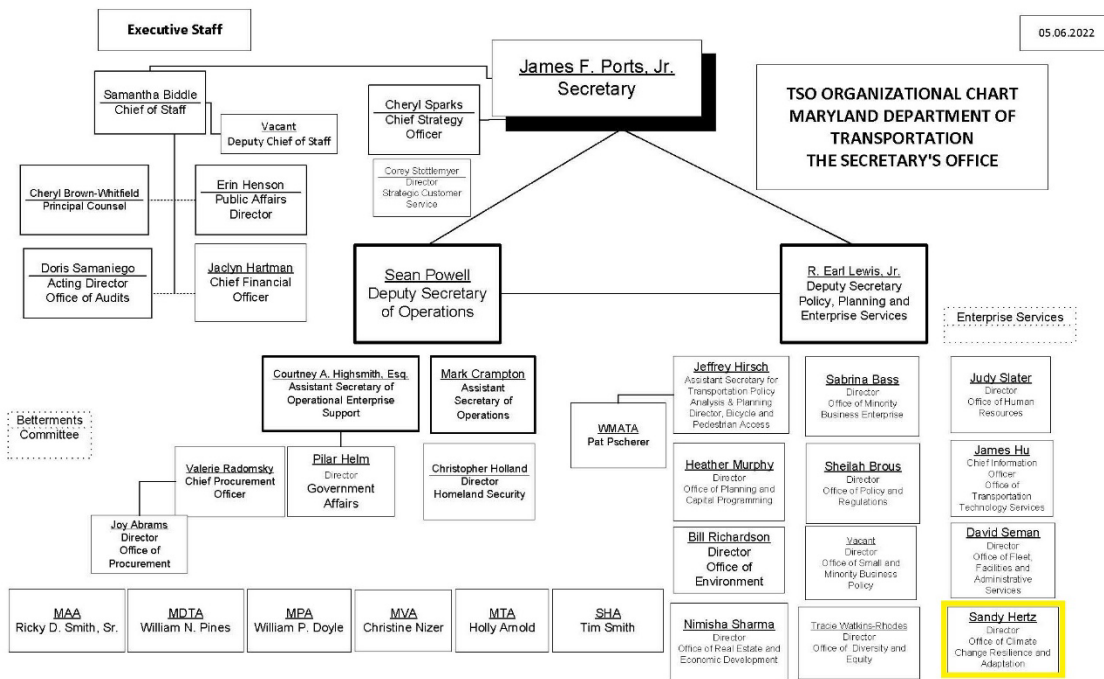 Executive Staff
05.06.2022
James F. Ports, Jr.
Secretary
TSO ORGANIZATIONAL CHART
MARYLAND DEPARTMENT OF
TRANSPORTATION
THE SECRETARY'S OFFICE
Samantha Biddle
Chief of Staff
Vacant
Deputy Chief of Staff
Cheryl Sparks
Chief Strategy
Officer
Corey Stottlemyer
Director
Strategic Customer
Service
Cheryl Brown-Whitfield
Principal Counsel
Erin Henson
Public Affairs
Director
Doris Samaniego
Acting Director
Office of Audits
Jaclyn Hartman
Chief Financial
Officer
Sean Powell
Deputy Secretary
of Operations
R. Earl Lewis, Jr.
Deputy Secretary
Policy, Planning and
Enterprise Services
Enterprise Services
Betterments
Committee
Courtney A. Highsmith, Esq.
Assistant Secretary of
Operational Enterprise
Support
Mark Crampton
Assistant
Secretary of
Operations
Valerie Radomsky
Chief Procurement
Officer
Pilar Helm
Director
Government
Affairs
Christopher Holland
Director
Homeland Security
Joy Abrams
Director
Office of
Procurement
WMATA
Pat Pscherer
Jeffrey Hirsch
Assistant Secretary for
Transportation Policy
Analysis & Planning
Director, Bicycle and
Pedestrian Access
Sabrina Bass
Director
Office of Minority
Business Enterprise
Judy Slater
Director
Office of Human
Resources
Heather Murphy
Director
Office of Planning and
Capital Programming
Sheilah Brous
Director
Office of Policy and
Regulations
James Hu
Chief Information
Officer
Office of
Transportation
Technology Services
Bill Richardson
Director
Office of
Environment
Vacant
Director
Office of Small and
Minority Business
Policy
David Seman
Director
Office of Fleet,
Facilities and
Administrative
Services
Nimisha Sharma
Director
Office of Real Estate and
Economic Development
Tracie Watkins-Rhodes
Director
Office of Diversity and
Equity
Sandy Hertz
Director
Office of Climate
Change Resilience and
Adaptation
MAA
Ricky D. Smith, Sr.
MDTA
William N. Pines
MPA
William P. Doyle
MVA
Christine Nizer
MTA
Holly Arnold
SHA
Tim Smith